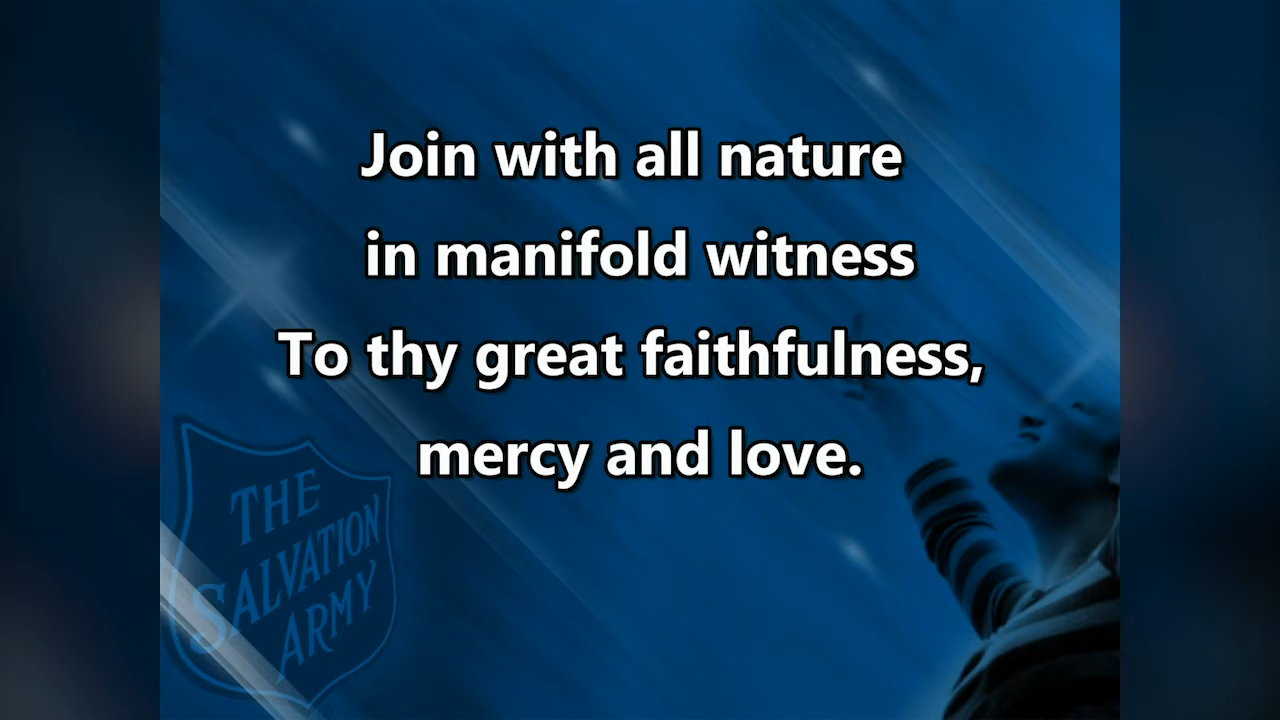 Join with all nature
in manifold witness
To thy great faithfulness,
mercy and love.
THE
SALVATION
ARMY